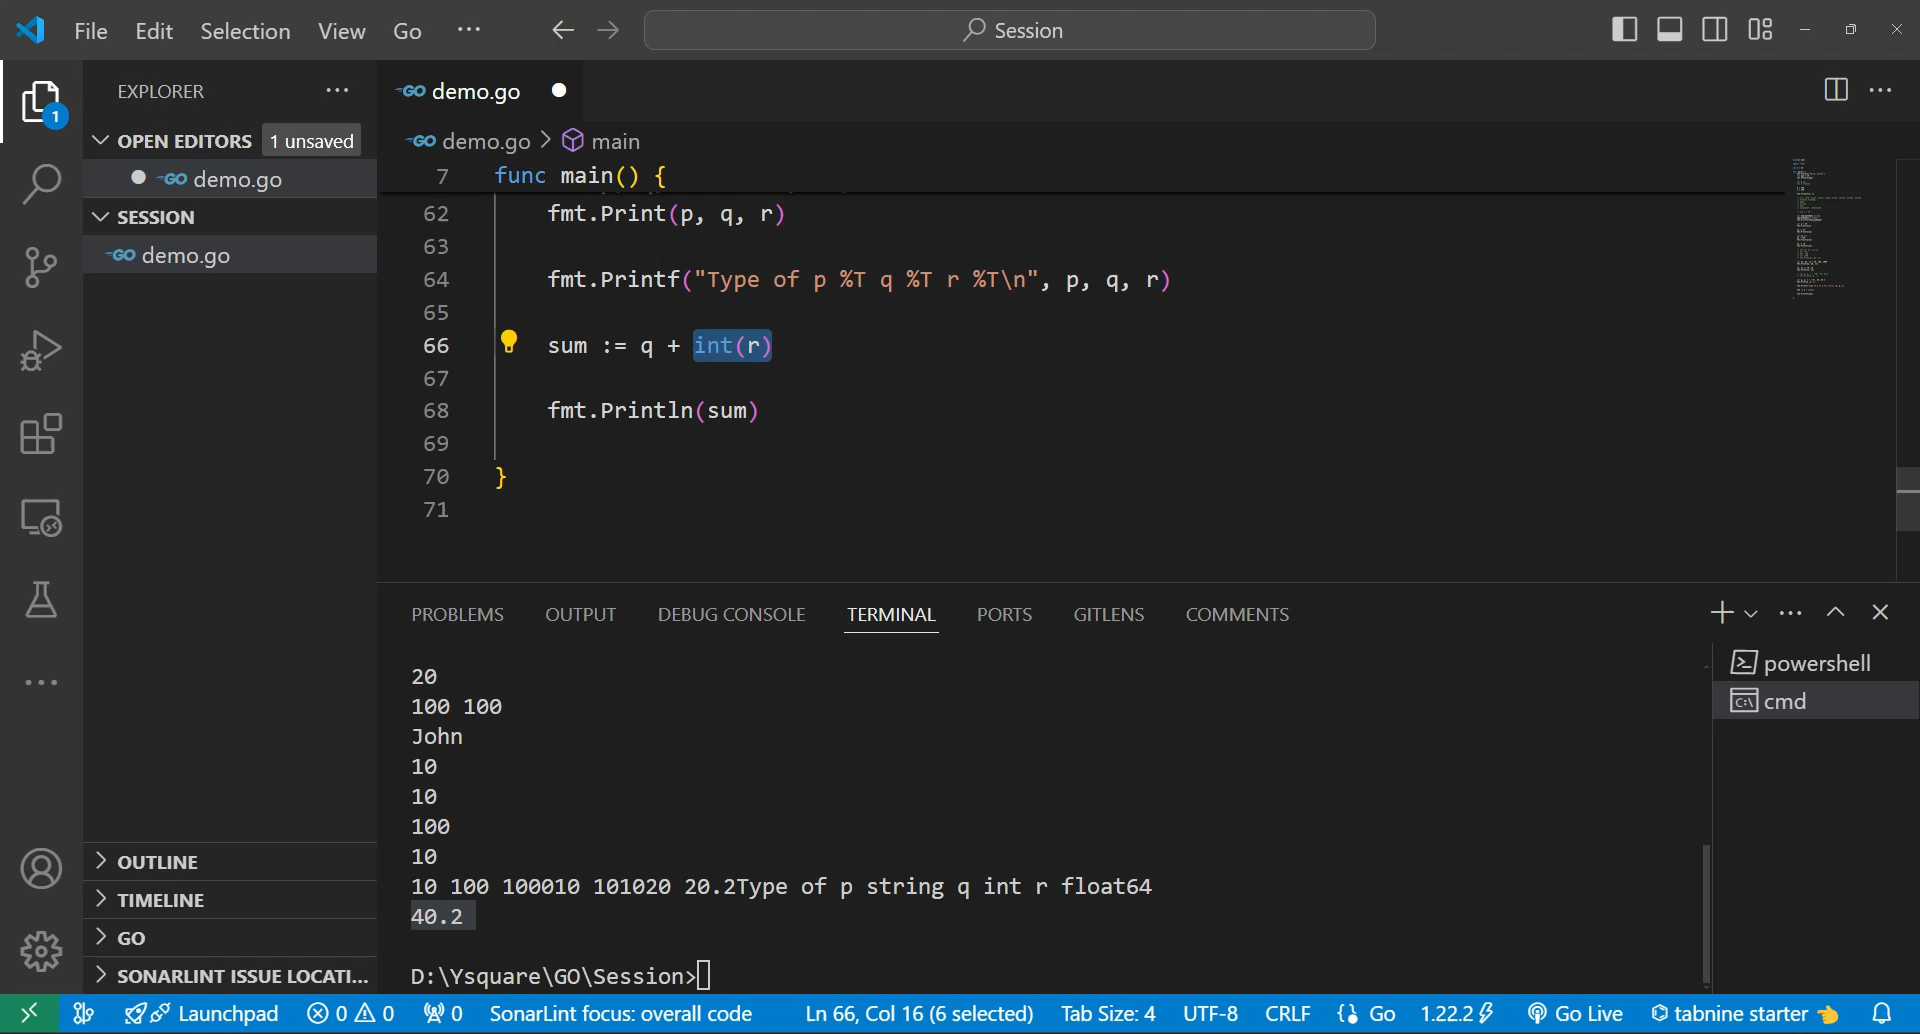 File Edit Selection View Go ··· Session
EXPLORER ···
demo.go
OPEN EDITORS 1 unsaved
demo.go
SESSION
demo.go
demo.go > main
1
7 func main() {
62 fmt.Print(p, q, r)
63
64 fmt.Printf("Type of p %T q %T r %T\n", p, q, r)
65
66 sum := q + int(r)
67
68 fmt.Println(sum)
69
70 }
71
PROBLEMS OUTPUT DEBUG CONSOLE TERMINAL PORTS GITLENS COMMENTS
powershell
cmd
20
100 100
John
10
10
100
10
10 100 100010 101020 20.2Type of p string q int r float64
40.2
D:\Ysquare\GO\Session>
OUTLINE
TIMELINE
GO
SONARLINT ISSUE LOCATI...
Launchpad 0 0 0 SonarLint focus: overall code Ln 66, Col 16 (6 selected) Tab Size: 4 UTF-8 CRLF Go 1.22.2 Go Live tabnine starter